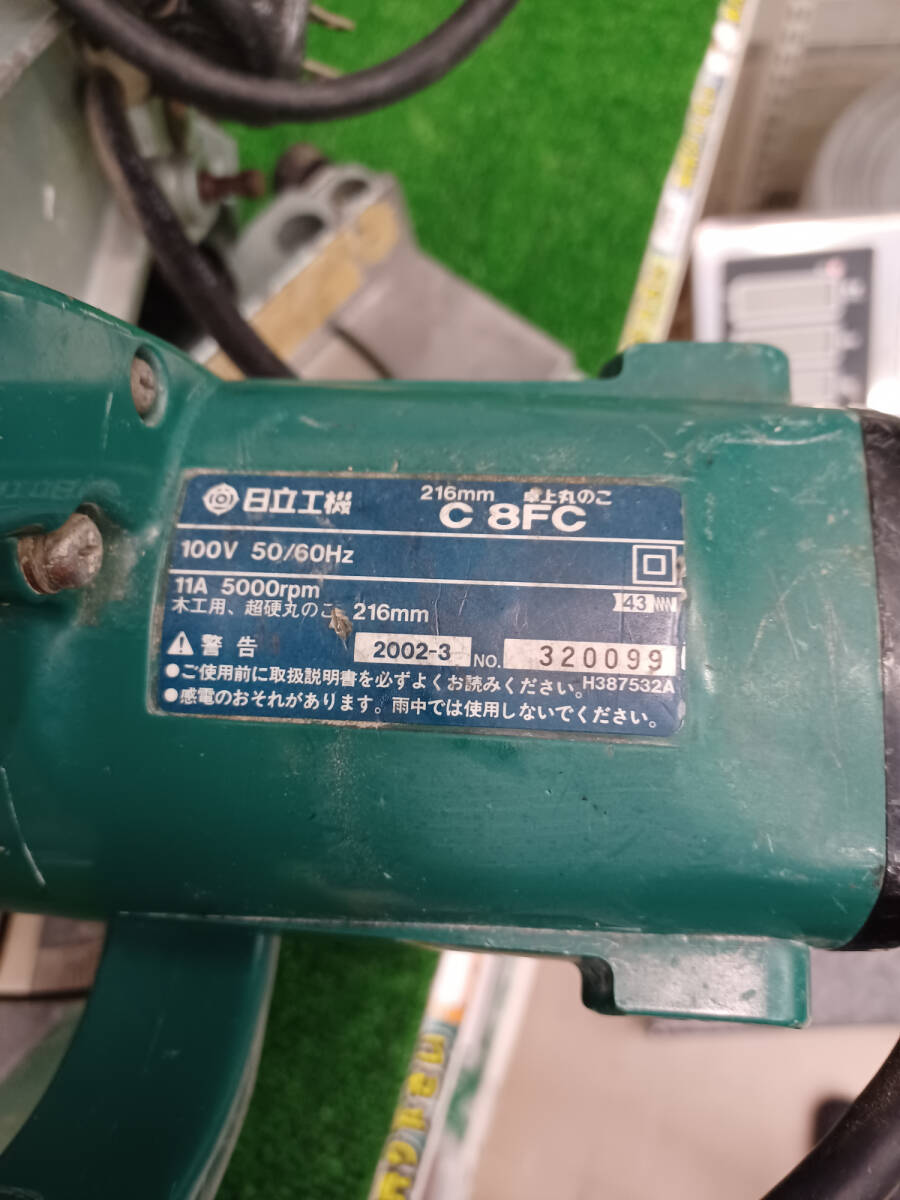 日立工機
216mm 卓上丸のこ
C 8FC
100V 50/60Hz
11A 5000rpm
43
木工用、超硬丸のこ 216mm
警告 2002-3 NO. 320099
●ご使用前に取扱説明書を必ずよくお読みください。H387532A
●感電のおそれがあります。雨中では使用しないでください。